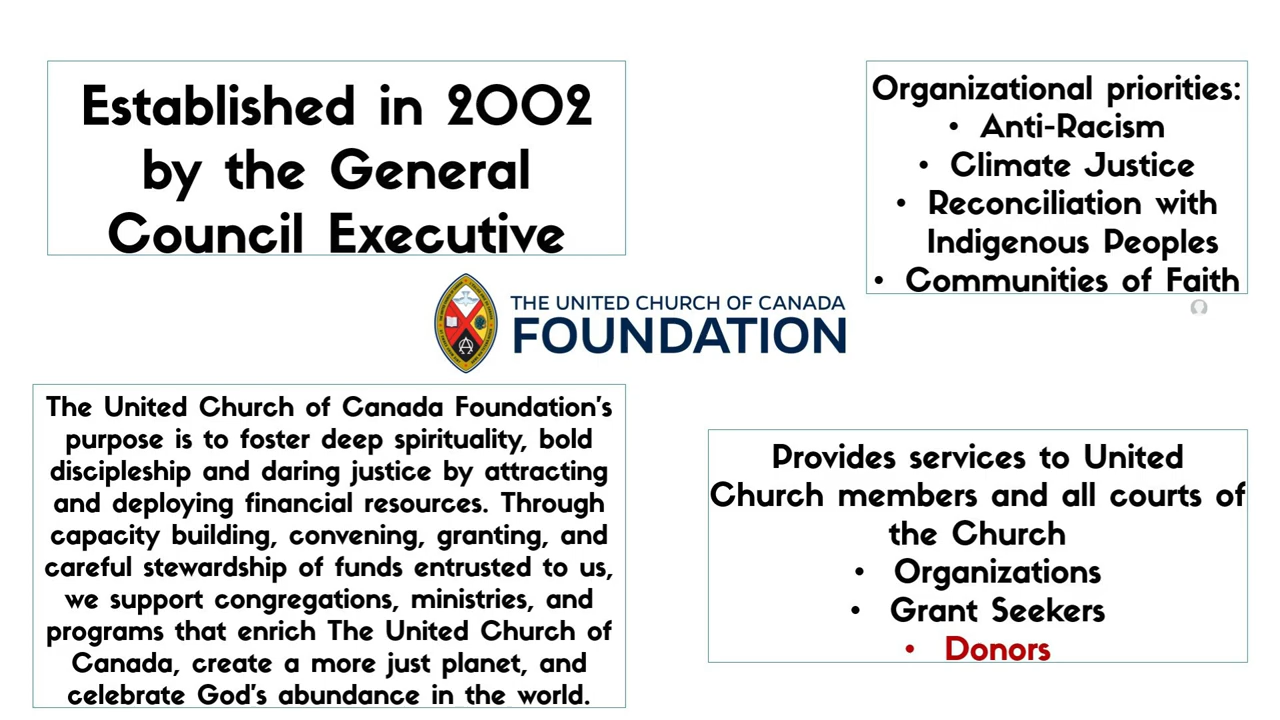 Established in 2002
by the General
Council Executive
Organizational priorities:
• Anti-Racism
• Climate Justice
• Reconciliation with
Indigenous Peoples
• Communities of Faith
THE UNITED CHURCH OF CANADA
FOUNDATION
The United Church of Canada Foundation's
purpose is to foster deep spirituality, bold
discipleship and daring justice by attracting
and deploying financial resources. Through
capacity building, convening, granting, and
careful stewardship of funds entrusted to us,
we support congregations, ministries, and
programs that enrich The United Church of
Canada, create a more just planet, and
celebrate God's abundance in the world.
Provides services to United
Church members and all courts of
the Church
• Organizations
• Grant Seekers
• Donors